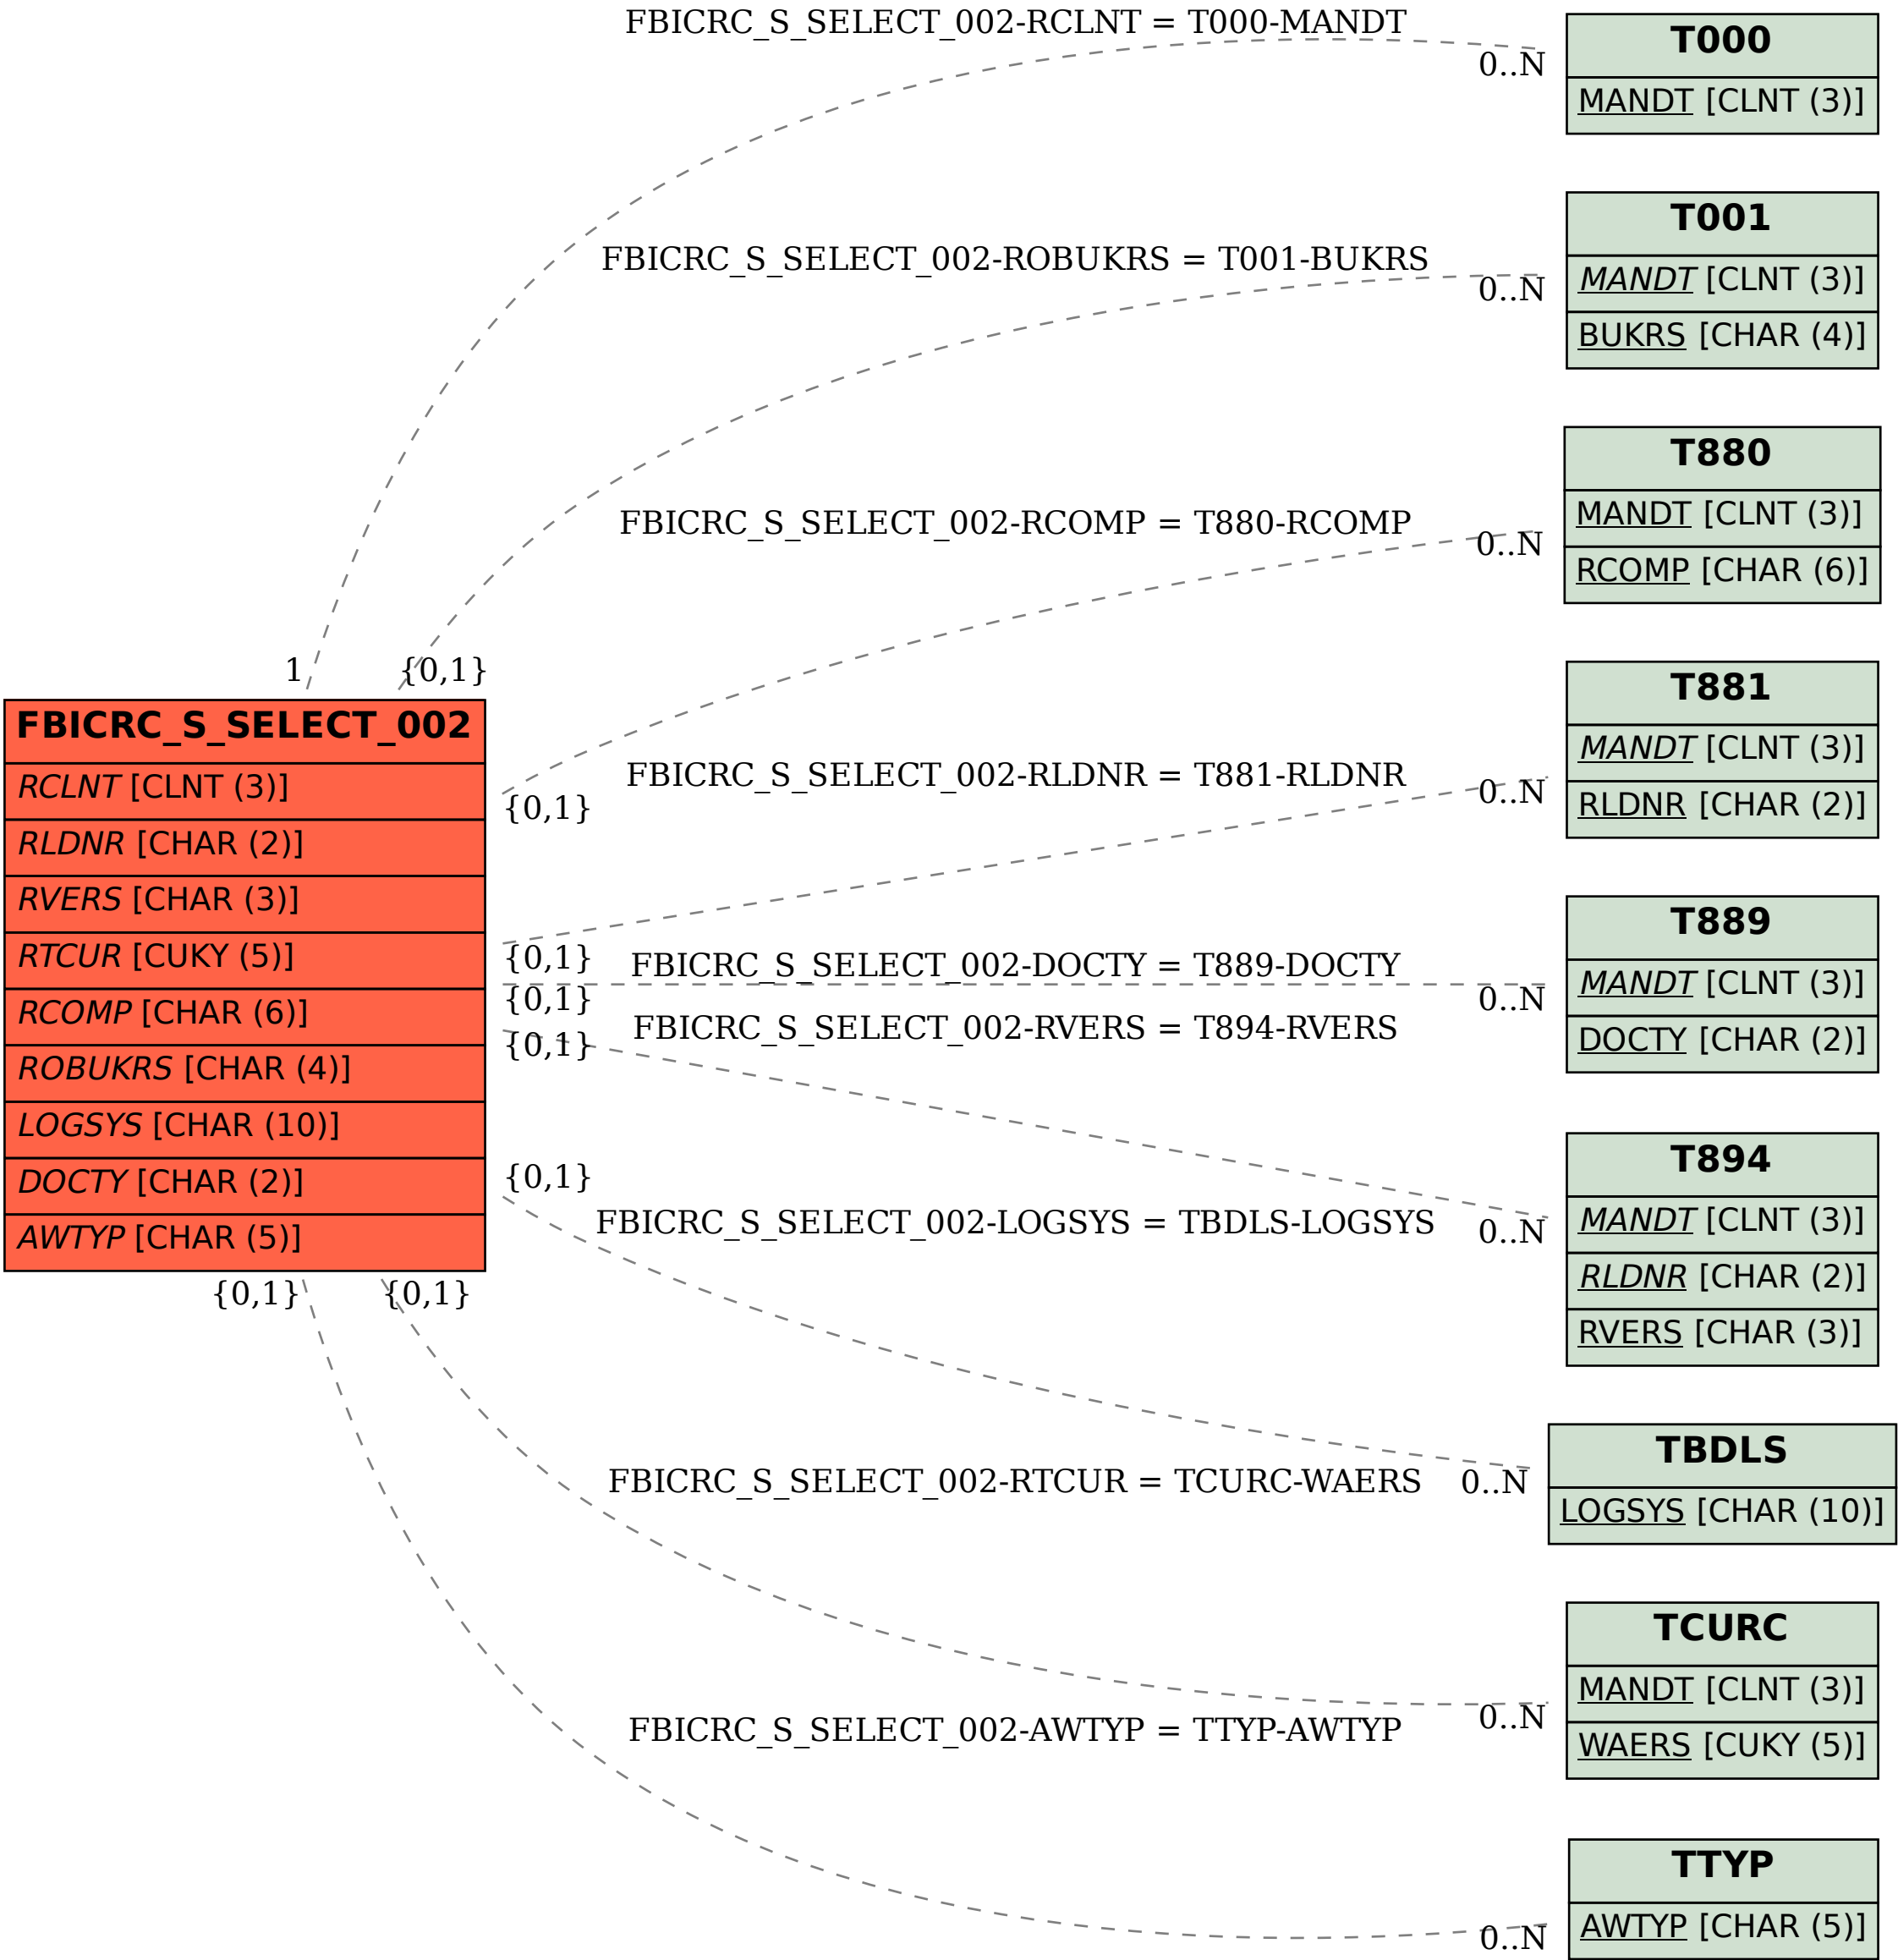 FBICRC_S_SELECT_002-RCLNT = T000-MANDT
0..N
T000
MANDT [CLNT (3)]
FBICRC_S_SELECT_002-ROBUKRS = T001-BUKRS
0..N
T001
MANDT [CLNT (3)]
BUKRS [CHAR (4)]
FBICRC_S_SELECT_002-RCOMP = T880-RCOMP
0..N
T880
MANDT [CLNT (3)]
RCOMP [CHAR (6)]
1
{0,1}
FBICRC_S_SELECT_002
RCLNT [CLNT (3)]
RLDNR [CHAR (2)]
RVERS [CHAR (3)]
RTCUR [CUKY (5)]
RCOMP [CHAR (6)]
ROBUKRS [CHAR (4)]
LOGSYS [CHAR (10)]
DOCTY [CHAR (2)]
AWTYP [CHAR (5)]
{0,1}
{0,1}
{0,1}
{0,1}
{0,1}
{0,1}
{0,1}
FBICRC_S_SELECT_002-RLDNR = T881-RLDNR
0..N
T881
MANDT [CLNT (3)]
RLDNR [CHAR (2)]
FBICRC_S_SELECT_002-DOCTY = T889-DOCTY
0..N
T889
MANDT [CLNT (3)]
DOCTY [CHAR (2)]
FBICRC_S_SELECT_002-RVERS = T894-RVERS
0..N
T894
MANDT [CLNT (3)]
RLDNR [CHAR (2)]
RVERS [CHAR (3)]
FBICRC_S_SELECT_002-LOGSYS = TBDLS-LOGSYS
0..N
TBDLS
LOGSYS [CHAR (10)]
FBICRC_S_SELECT_002-RTCUR = TCURC-WAERS
0..N
TCURC
MANDT [CLNT (3)]
WAERS [CUKY (5)]
FBICRC_S_SELECT_002-AWTYP = TTYP-AWTYP
0..N
TTYP
AWTYP [CHAR (5)]